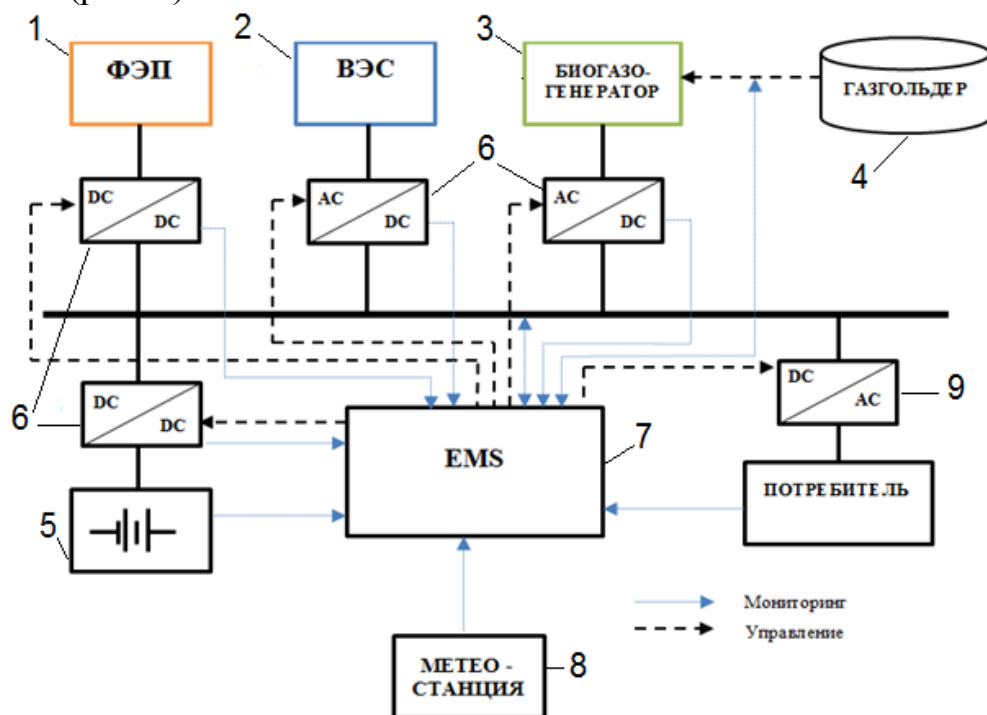 1
2
3
ФЭП
ВЭС
БИОГАЗО-
ГЕНЕРАТОР
ГАЗГОЛЬДЕР
4
6
DC
DC
AC
DC
AC
DC
DC
DC
6
DC
AC
9
7
EMS
ПОТРЕБИТЕЛЬ
5
Мониторинг
Управление
МЕТЕО -
СТАНЦИЯ
8